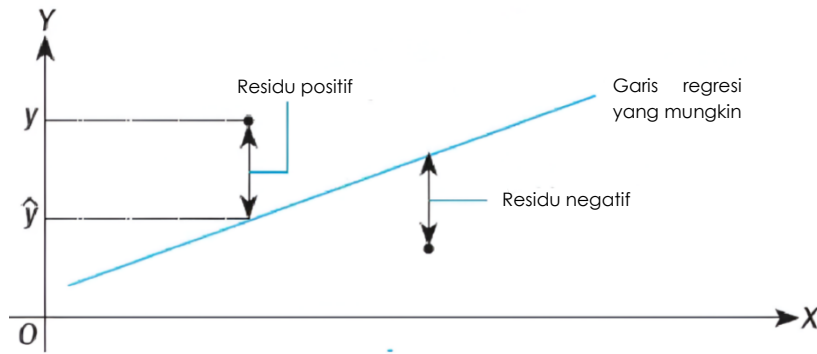 Y
Residu positif
Garis regresi
yang mungkin
y
ŷ
Residu negatif
O
X